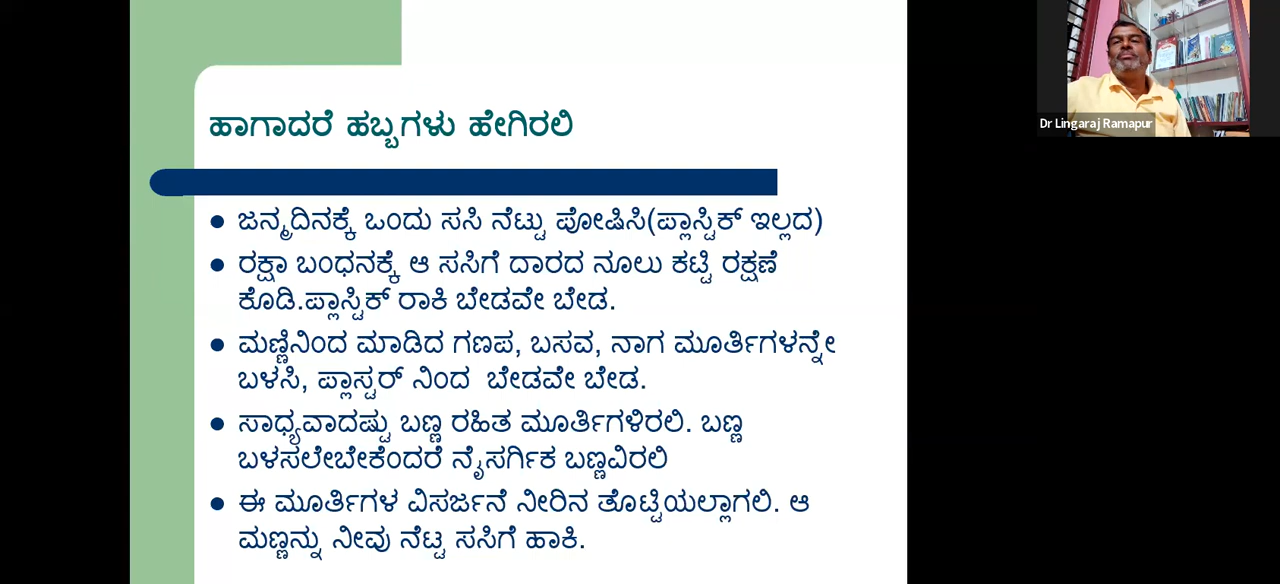 ಹಾಗಾದರೆ ಹಬ್ಬಗಳು ಹೇಗಿರಲಿ
Dr Lingaraj Ramapur
● ಜನ್ಮದಿನಕ್ಕೆ ಒಂದು ಸಸಿ ನೆಟ್ಟು ಪೋಷಿಸಿ(ಪ್ಲಾಸ್ಟಿಕ್ ಇಲ್ಲದ)
● ರಕ್ಷಾ ಬಂಧನಕ್ಕೆ ಆ ಸಸಿಗೆ ದಾರದ ನೂಲು ಕಟ್ಟಿ ರಕ್ಷಣೆ
ಕೊಡಿ.ಪ್ಲಾಸ್ಟಿಕ್ ರಾಕಿ ಬೇಡವೇ ಬೇಡ.
● ಮಣ್ಣಿನಿಂದ ಮಾಡಿದ ಗಣಪ, ಬಸವ, ನಾಗ ಮೂರ್ತಿಗಳನ್ನೇ
ಬಳಸಿ, ಪ್ಲಾಸ್ಟರ್ ನಿಂದ ಬೇಡವೇ ಬೇಡ.
● ಸಾಧ್ಯವಾದಷ್ಟು ಬಣ್ಣ ರಹಿತ ಮೂರ್ತಿಗಳಿರಲಿ. ಬಣ್ಣ
ಬಳಸಲೇಬೇಕೆಂದರೆ ನೈಸರ್ಗಿಕ ಬಣ್ಣವಿರಲಿ
● ಈ ಮೂರ್ತಿಗಳ ವಿಸರ್ಜನೆ ನೀರಿನ ತೊಟ್ಟಿಯಲ್ಲಾಗಲಿ. ಆ
ಮಣ್ಣನ್ನು ನೀವು ನೆಟ್ಟ ಸಸಿಗೆ ಹಾಕಿ.